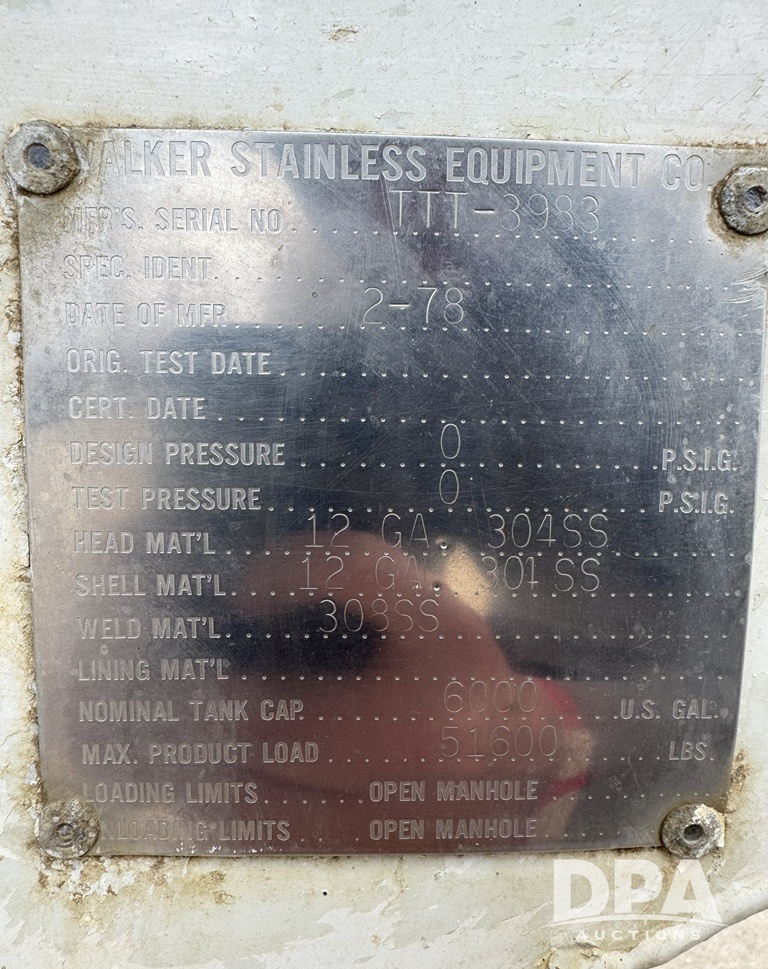 WALKER STAINLESS EQUIPMENT CO.
MFR'S. SERIAL NO. TTT-3983
SPEC. IDENT.
DATE OF MFR. 2-78
ORIG. TEST DATE
CERT. DATE
DESIGN PRESSURE 0 P.S.I.G.
TEST PRESSURE 0 P.S.I.G.
HEAD MAT'L 12 GA. 304SS
SHELL MAT'L 12 GA. 301SS
WELD MAT'L 308SS
LINING MAT'L
NOMINAL TANK CAP. 6000 U.S. GAL.
MAX. PRODUCT LOAD 51600 LBS.
LOADING LIMITS OPEN MANHOLE
UNLOADING LIMITS OPEN MANHOLE
DPA
AUCTIONS